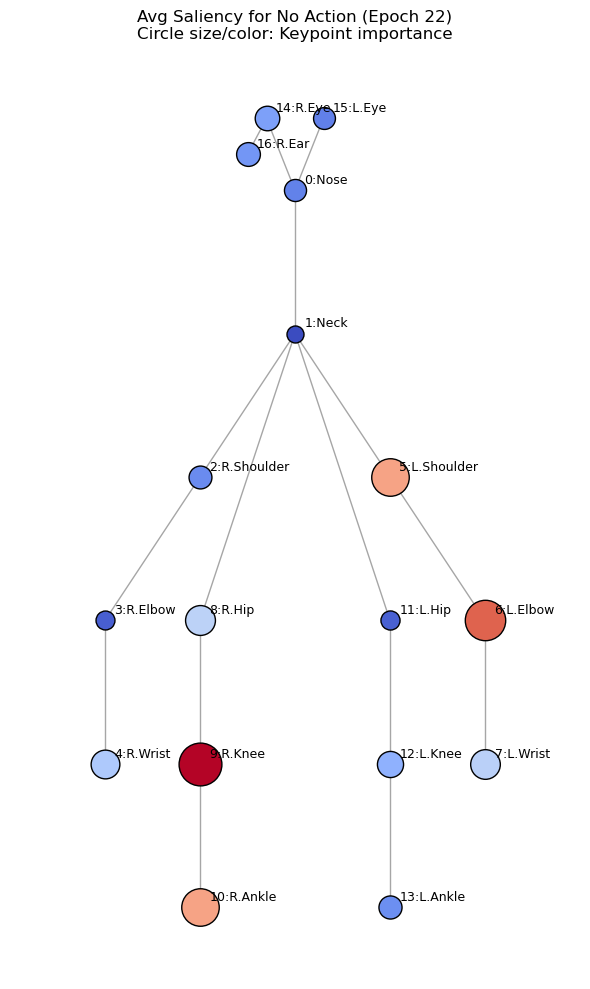 Avg Saliency for No Action (Epoch 22)
Circle size/color: Keypoint importance
14:R.Eye
15:L.Eye
16:R.Ear
0:Nose
1:Neck
2:R.Shoulder
5:L.Shoulder
3:R.Elbow
8:R.Hip
11:L.Hip
6:L.Elbow
4:R.Wrist
9:R.Knee
12:L.Knee
7:L.Wrist
10:R.Ankle
13:L.Ankle